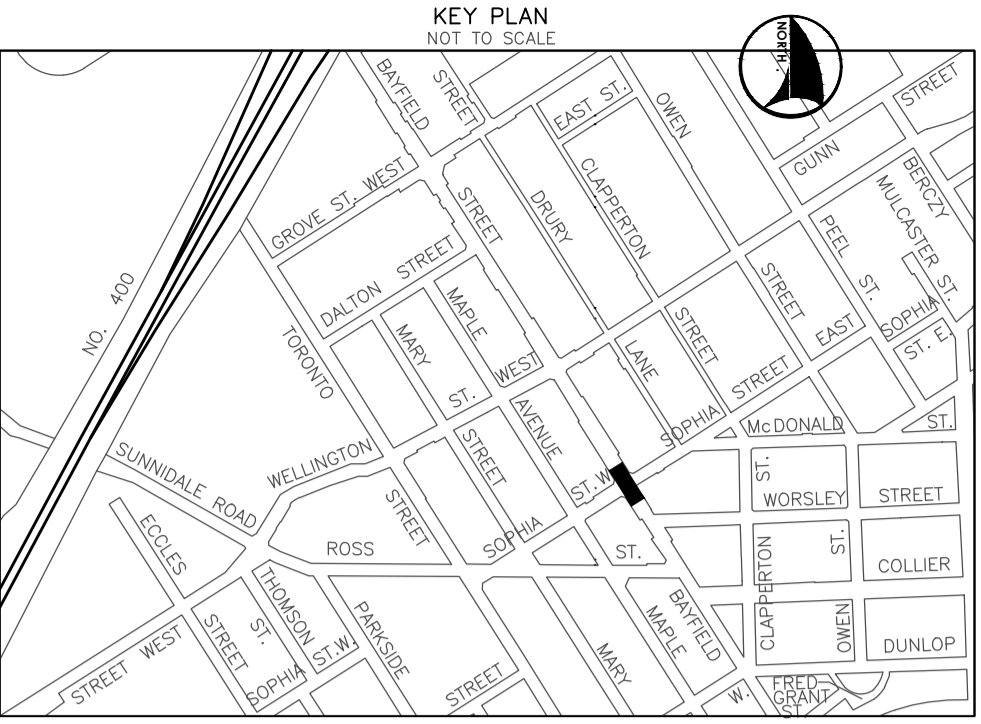 KEY PLAN
NOT TO SCALE
NORTH
BAYFIELD
STREET
EAST ST.
OWEN
STREET
GUNN
GROVE ST. WEST
STREET
DRURY
CLAPPERTON
BERCZY
MULCASTER ST.
PEEL
ST.
NO. 400
DALTON STREET
MAPLE
STREET
EAST
SOPHIA
ST. E.
TORONTO
MARY
ST.
WEST
LANE
STREET
STREET
SOPHIA
McDONALD
ST.
SUNNIDALE ROAD
WELLINGTON
STREET
AVENUE
ST. W.
ST.
WORSLEY
STREET
ECCLES
STREET
ROSS
SOPHIA
ST.
ST.
COLLIER
CLAPPERTON
THOMSON
ST.
STREET
PARKSIDE
MAPLE
BAYFIELD
OWEN
DUNLOP
STREET WEST
SOPHIA
ST. W.
STREET
MARY
W.
FRED
GRANT
ST.